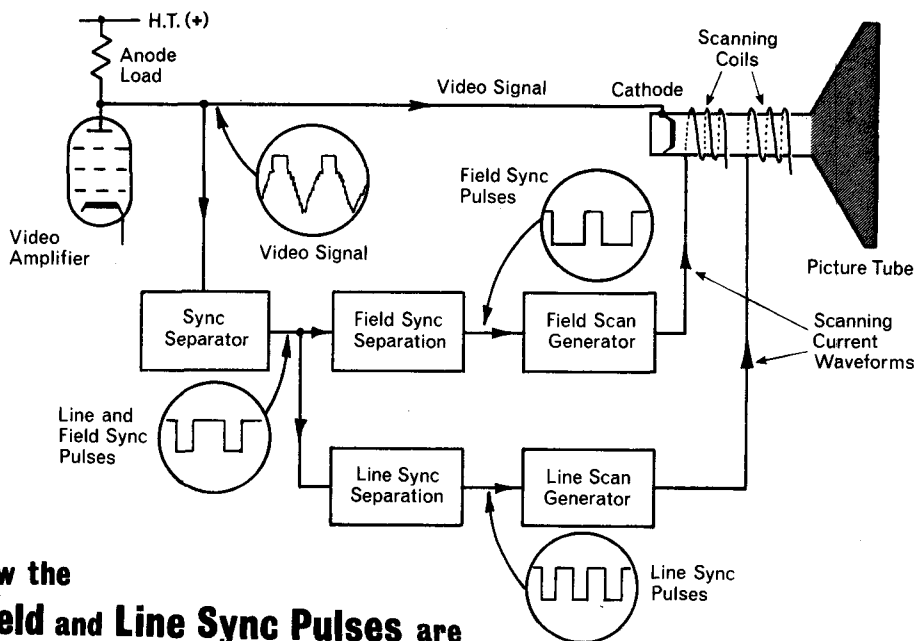 H.T. (+)
Anode
Load
Video Signal
Cathode
Scanning
Coils
Video
Amplifier
Video Signal
Field Sync
Pulses
Picture Tube
Sync
Separator
Field Sync
Separation
Field Scan
Generator
Scanning
Current
Waveforms
Line and
Field Sync
Pulses
Line Sync
Separation
Line Scan
Generator
Line Sync
Pulses
the
and Line Sync Pulses are